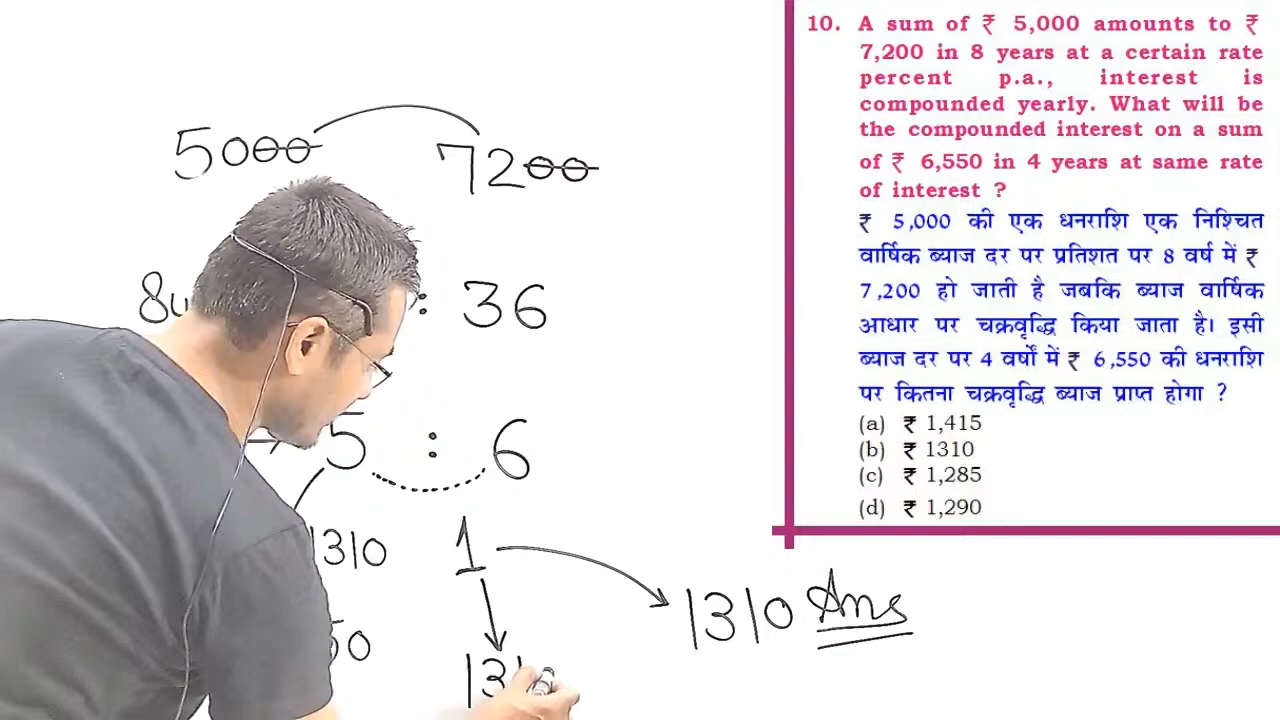 10. A sum of ₹ 5,000 amounts to ₹
7,200 in 8 years at a certain rate
percent p.a., interest is
compounded yearly. What will be
the compounded interest on a sum
of ₹ 6,550 in 4 years at same rate
of interest ?
₹ 5,000 की एक धनराशि एक निश्चित
वार्षिक ब्याज दर पर प्रतिशत पर 8 वर्ष में ₹
7,200 हो जाती है जबकि ब्याज वार्षिक
आधार पर चक्रवृद्धि किया जाता है। इसी
ब्याज दर पर 4 वर्षों में ₹ 6,550 की धनराशि
पर कितना चक्रवृद्धि ब्याज प्राप्त होगा ?
(a) ₹ 1,415
(b) ₹ 1310
(c) ₹ 1,285
(d) ₹ 1,290
5000 7200
: 36
5 : 6
1310 1
1310 Ans
50